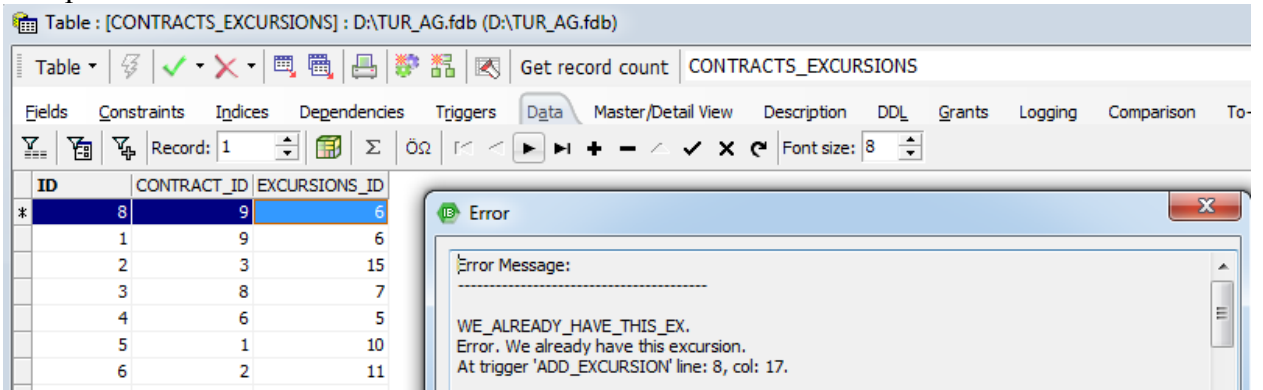 Table : [CONTRACTS_EXCURSIONS] : D:\TUR_AG.fdb (D:\TUR_AG.fdb)
Table Get record count CONTRACTS_EXCURSIONS
Fields Constraints Indices Dependencies Triggers Data Master/Detail View Description DDL Grants Logging Comparison To-
Record: 1 Σ ÖΩ Font size: 8
ID CONTRACT_ID EXCURSIONS_ID
* 8 9 6
1 9 6
2 3 15
3 8 7
4 6 5
5 1 10
6 2 11
IB Error
Error Message:
----------------------------------------
WE_ALREADY_HAVE_THIS_EX.
Error. We already have this excursion.
At trigger 'ADD_EXCURSION' line: 8, col: 17.